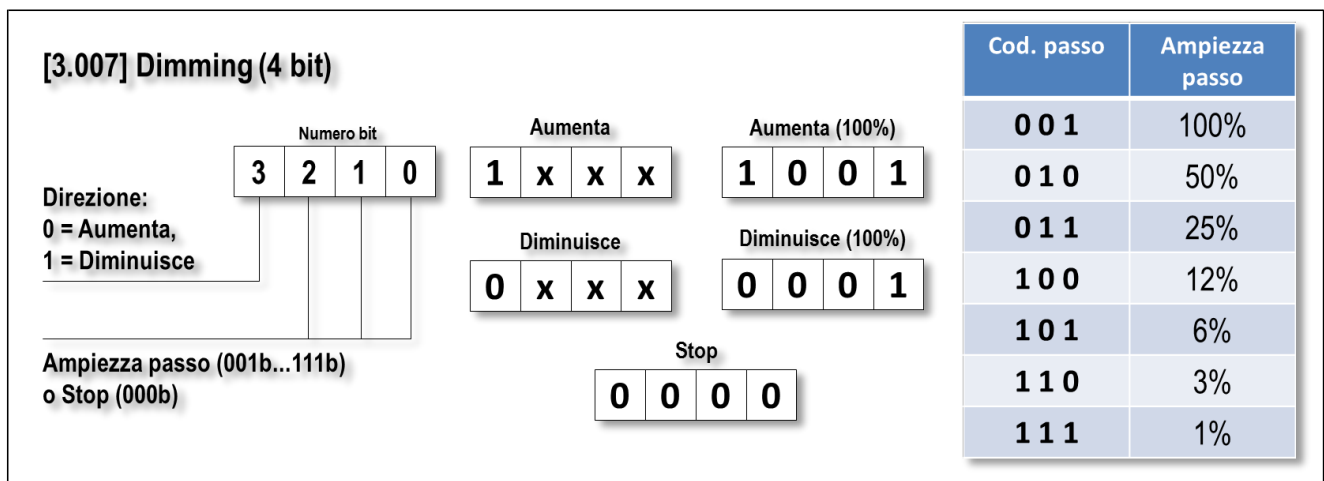 [3.007] Dimming (4 bit)
Numero bit
3 2 1 0
Direzione:
0 = Aumenta,
1 = Diminuisce
Ampiezza passo (001b...111b)
o Stop (000b)
Aumenta
1 x x x
Aumenta (100%)
1 0 0 1
Diminuisce
0 x x x
Diminuisce (100%)
0 0 0 1
Stop
0 0 0 0
Cod. passo Ampiezza
passo
0 0 1 100%
0 1 0 50%
0 1 1 25%
1 0 0 12%
1 0 1 6%
1 1 0 3%
1 1 1 1%